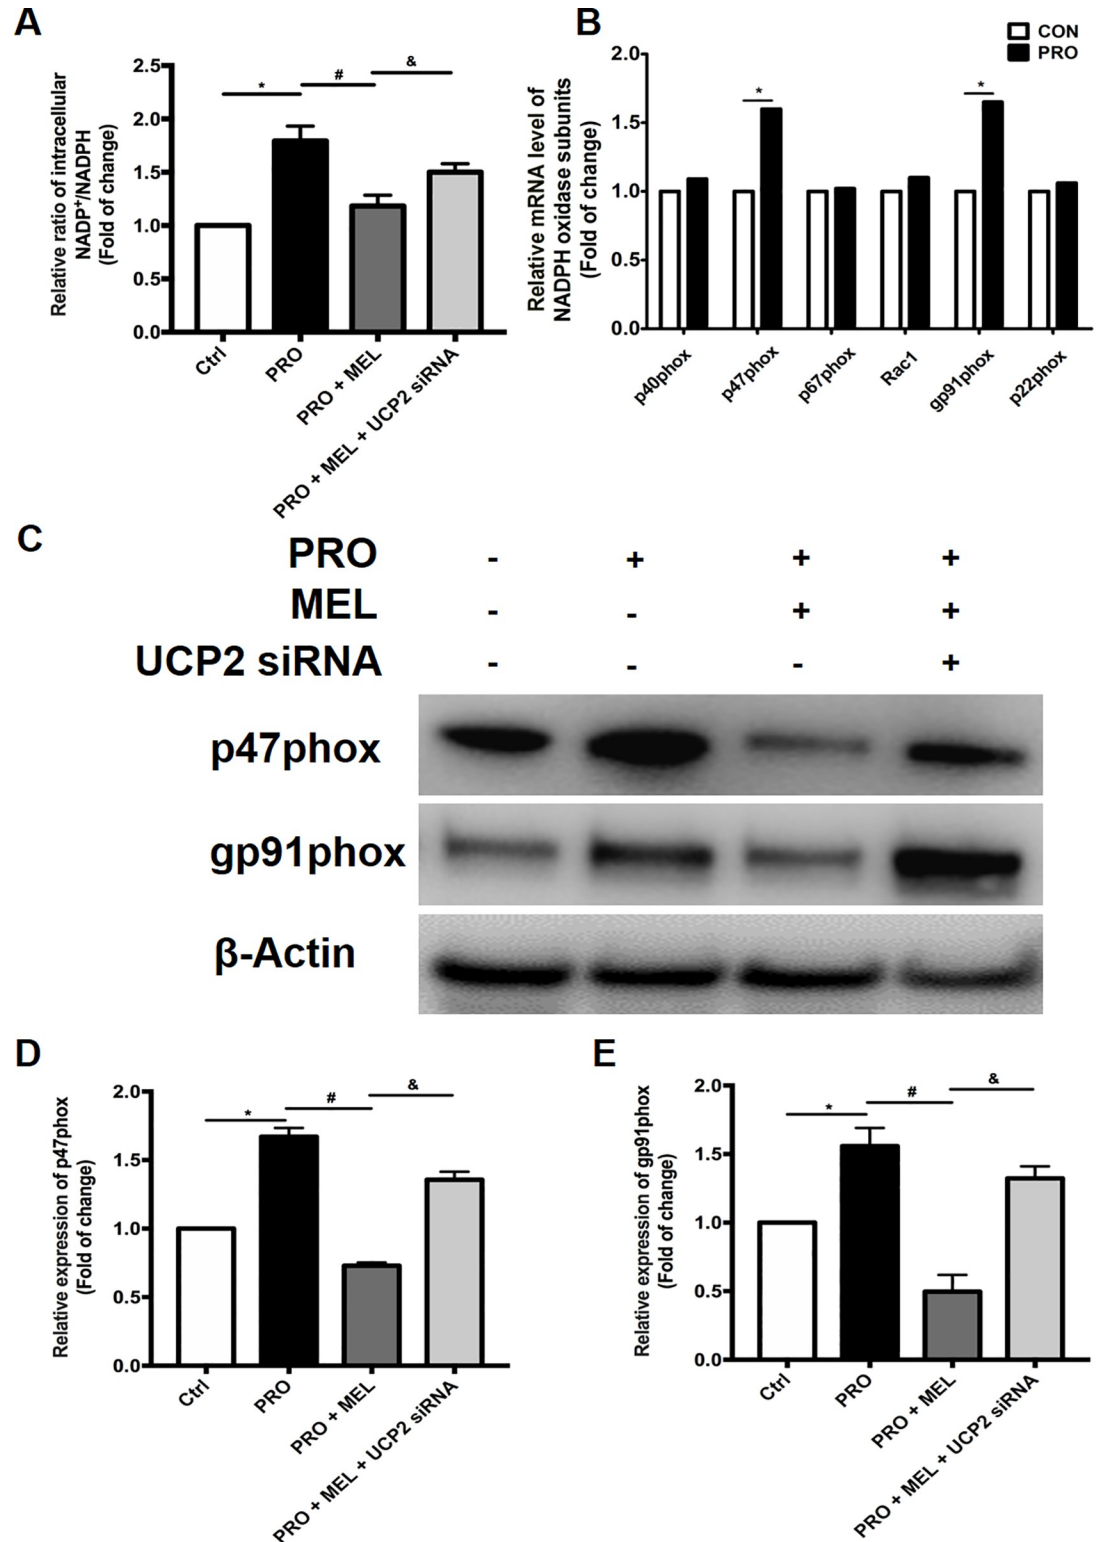 A
Relative ratio of intracellular
NADP+/NADPH
(Fold of change)
2.5
2.0
1.5
1.0
0.5
0.0
*
#
&
Ctrl
PRO
PRO + MEL
PRO + MEL + UCP2 siRNA
B
CON
PRO
Relative mRNA level of
NADPH oxidase subunits
(Fold of change)
2.0
1.5
1.0
0.5
0.0
*
*
p40phox
p47phox
p67phox
Rac1
gp91phox
p22phox
C
PRO - + + +
MEL - - + +
UCP2 siRNA - - - +
p47phox
gp91phox
β-Actin
D
Relative expression of p47phox
(Fold of change)
2.0
1.5
1.0
0.5
0.0
*
#
&
Ctrl
PRO
PRO + MEL
PRO + MEL + UCP2 siRNA
E
Relative expression of gp91phox
(Fold of change)
2.0
1.5
1.0
0.5
0.0
*
#
&
Ctrl
PRO
PRO + MEL
PRO + MEL + UCP2 siRNA